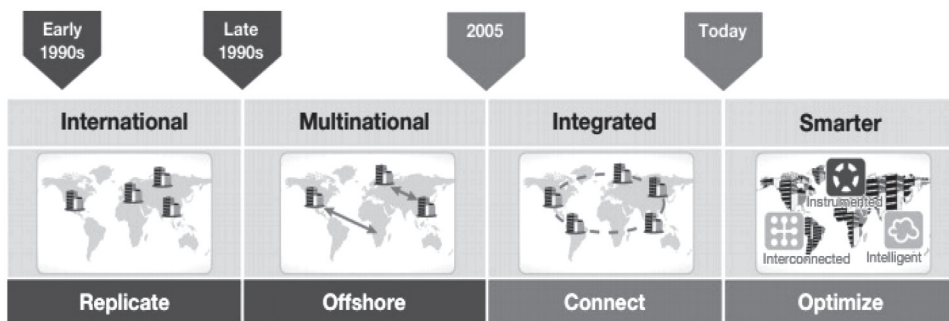 Early
1990s
Late
1990s
2005
Today
International
Multinational
Integrated
Smarter
Instrumented
Interconnected
Intelligent
Replicate
Offshore
Connect
Optimize